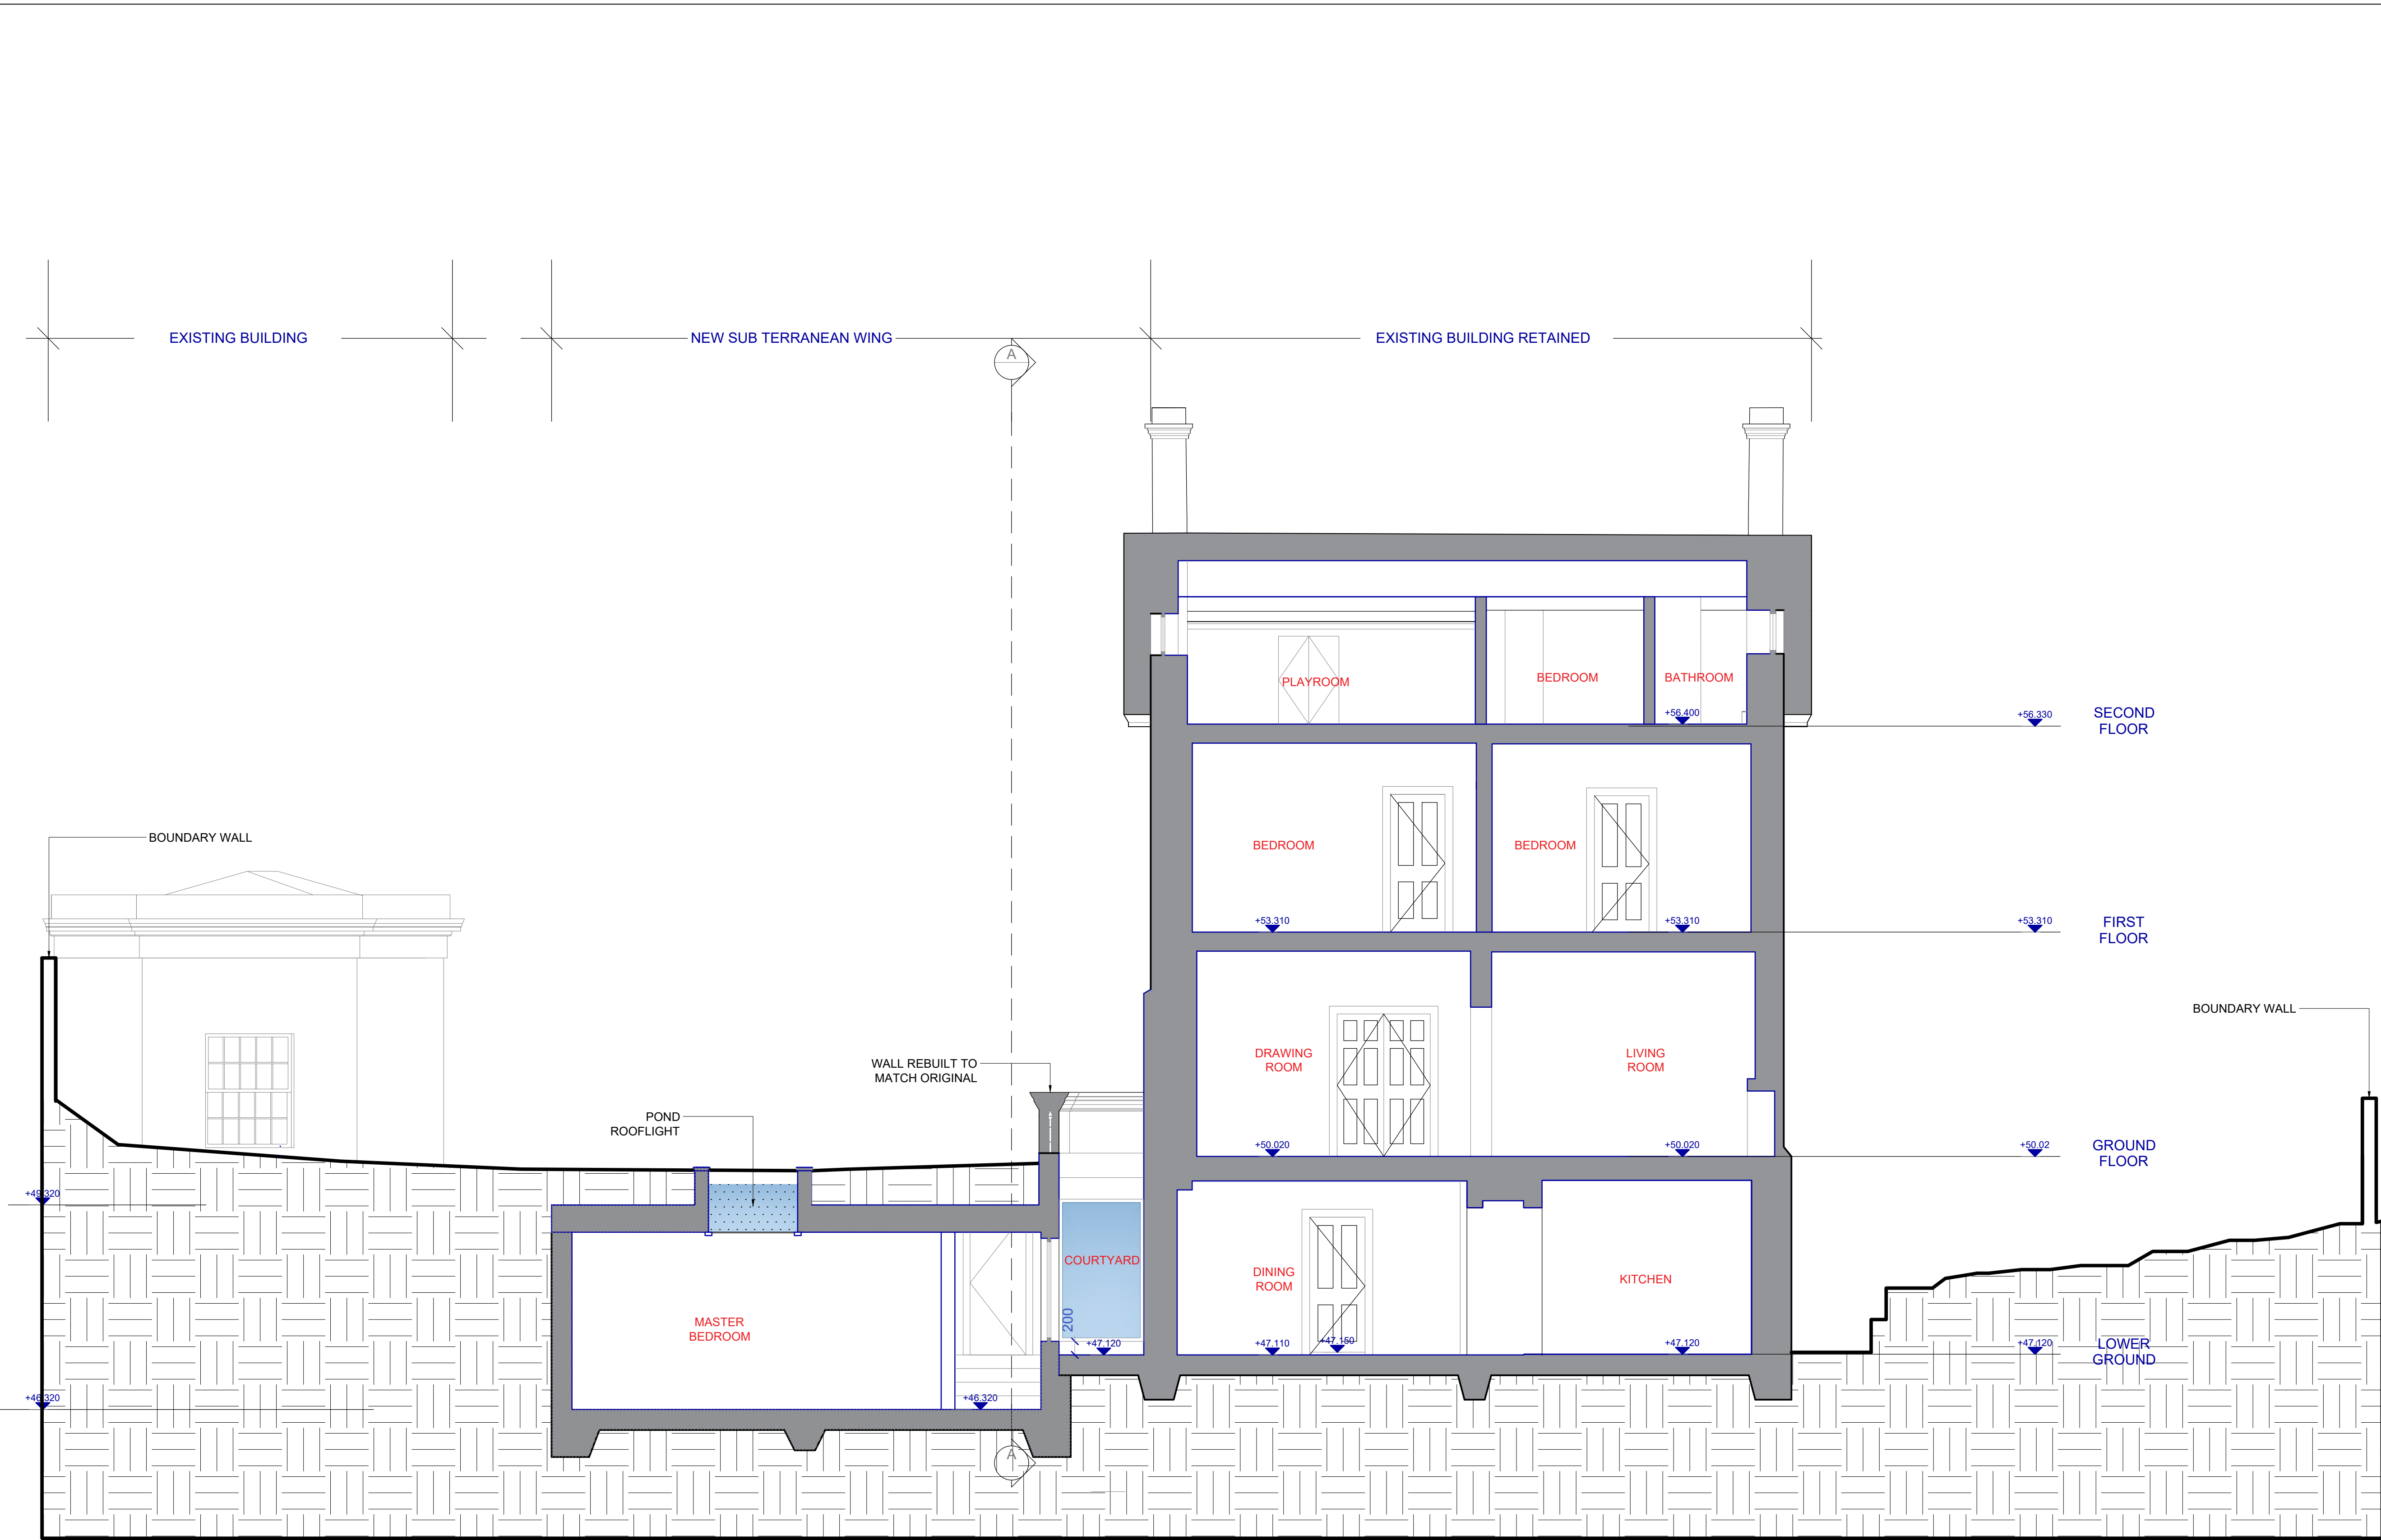 EXISTING BUILDING
NEW SUB TERRANEAN WING
EXISTING BUILDING RETAINED
A
PLAYROOM
BEDROOM
BATHROOM
+56.400
+56.330
SECOND
FLOOR
BOUNDARY WALL
BEDROOM
BEDROOM
+53.310
+53.310
+53.310
FIRST
FLOOR
BOUNDARY WALL
WALL REBUILT TO
MATCH ORIGINAL
DRAWING
ROOM
LIVING
ROOM
POND
ROOFLIGHT
+50.020
+50.020
+50.02
GROUND
FLOOR
+49.320
COURTYARD
DINING
ROOM
KITCHEN
MASTER
BEDROOM
200
+47.120
+47.110
+47.150
+47.120
+47.120
LOWER
GROUND
+46.320
+46.320
A